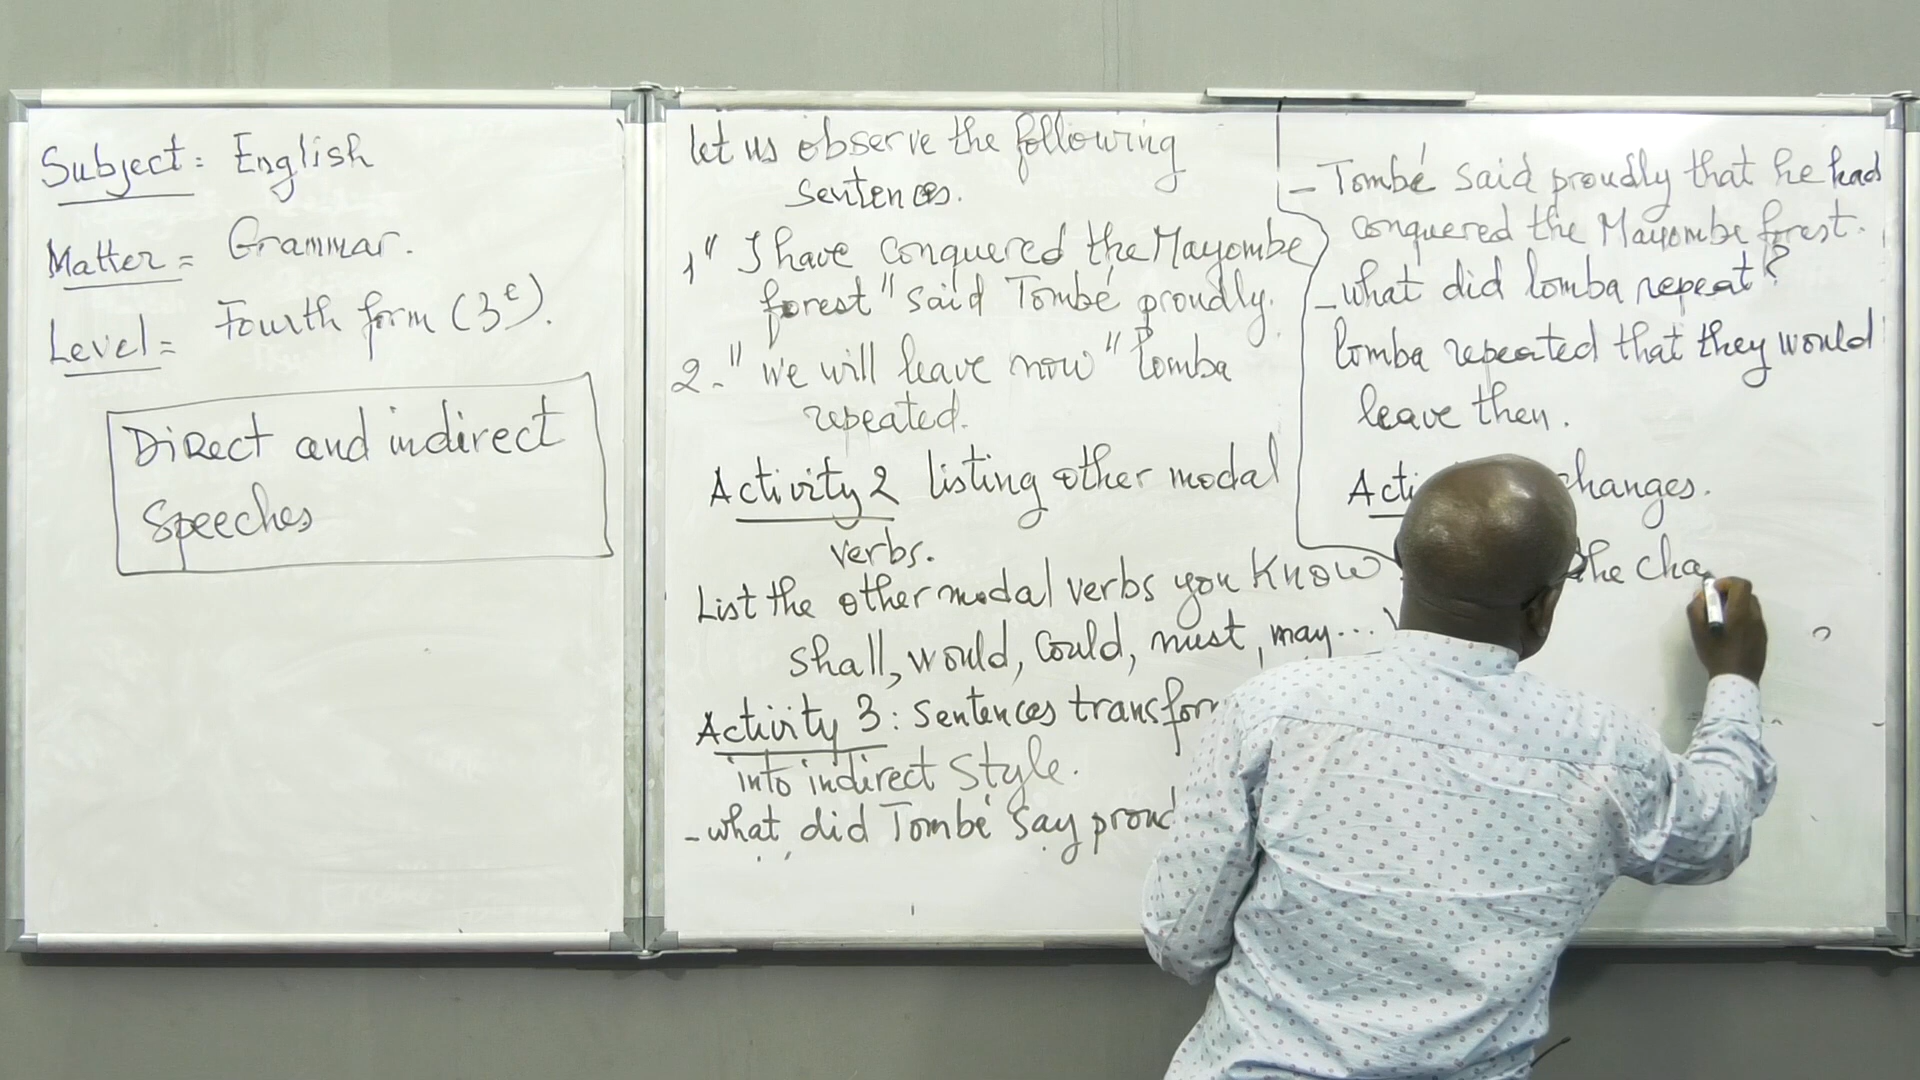 Subject: English
Matter = Grammar.
Level = Fourth form (3e).
Direct and indirect
Speeches
let us observe the following
sentences.
1" I have conquered the Mayombe
forest" said Tombé proudly.
2-" we will leave now" lomba
repeated.
Activity 2 listing other modal
verbs.
List the other modal verbs you know
shall, would, could, must, may...)
Activity 3: sentences transfor
into indirect style.
- what did Tombé say proud
- Tombé said proudly that he had
conquered the Mayombe forest.
- what did lomba repeat?
lomba repeated that they would
leave then.
Acti changes.
the cha